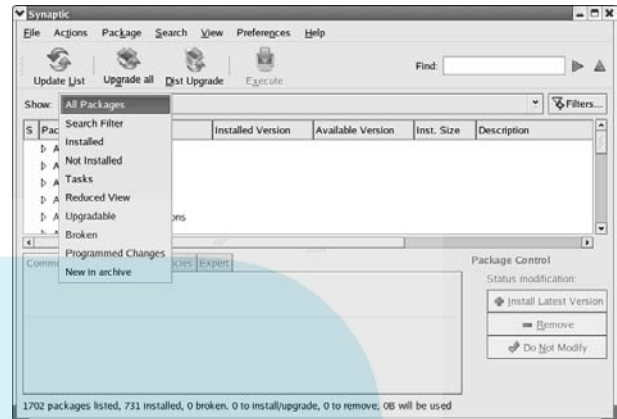 Synaptic
File Actions Package Search View Preferences Help
Update List Upgrade all Dist Upgrade Execute Find:
Show: All Packages Filters...
Search Filter
Installed
Not Installed
Tasks
Reduced View
Upgradable
Broken
Programmed Changes
New in archive
S Pac Installed Version Available Version Inst. Size Description
A
A
A
A
A ons
Comm cies Expert
Package Control
Status modification:
Install Latest Version
Remove
Do Not Modify
1702 packages listed, 731 installed, 0 broken. 0 to install/upgrade, 0 to remove; 0B will be used